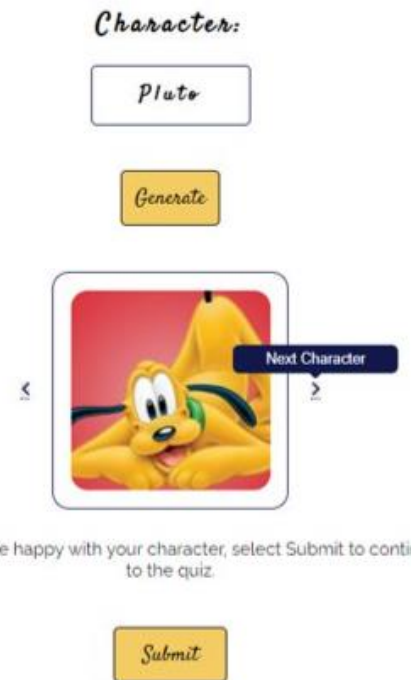 Character:
Pluto
Generate
Next Character
<
>
e happy with your character, select Submit to conti
to the quiz.
Submit